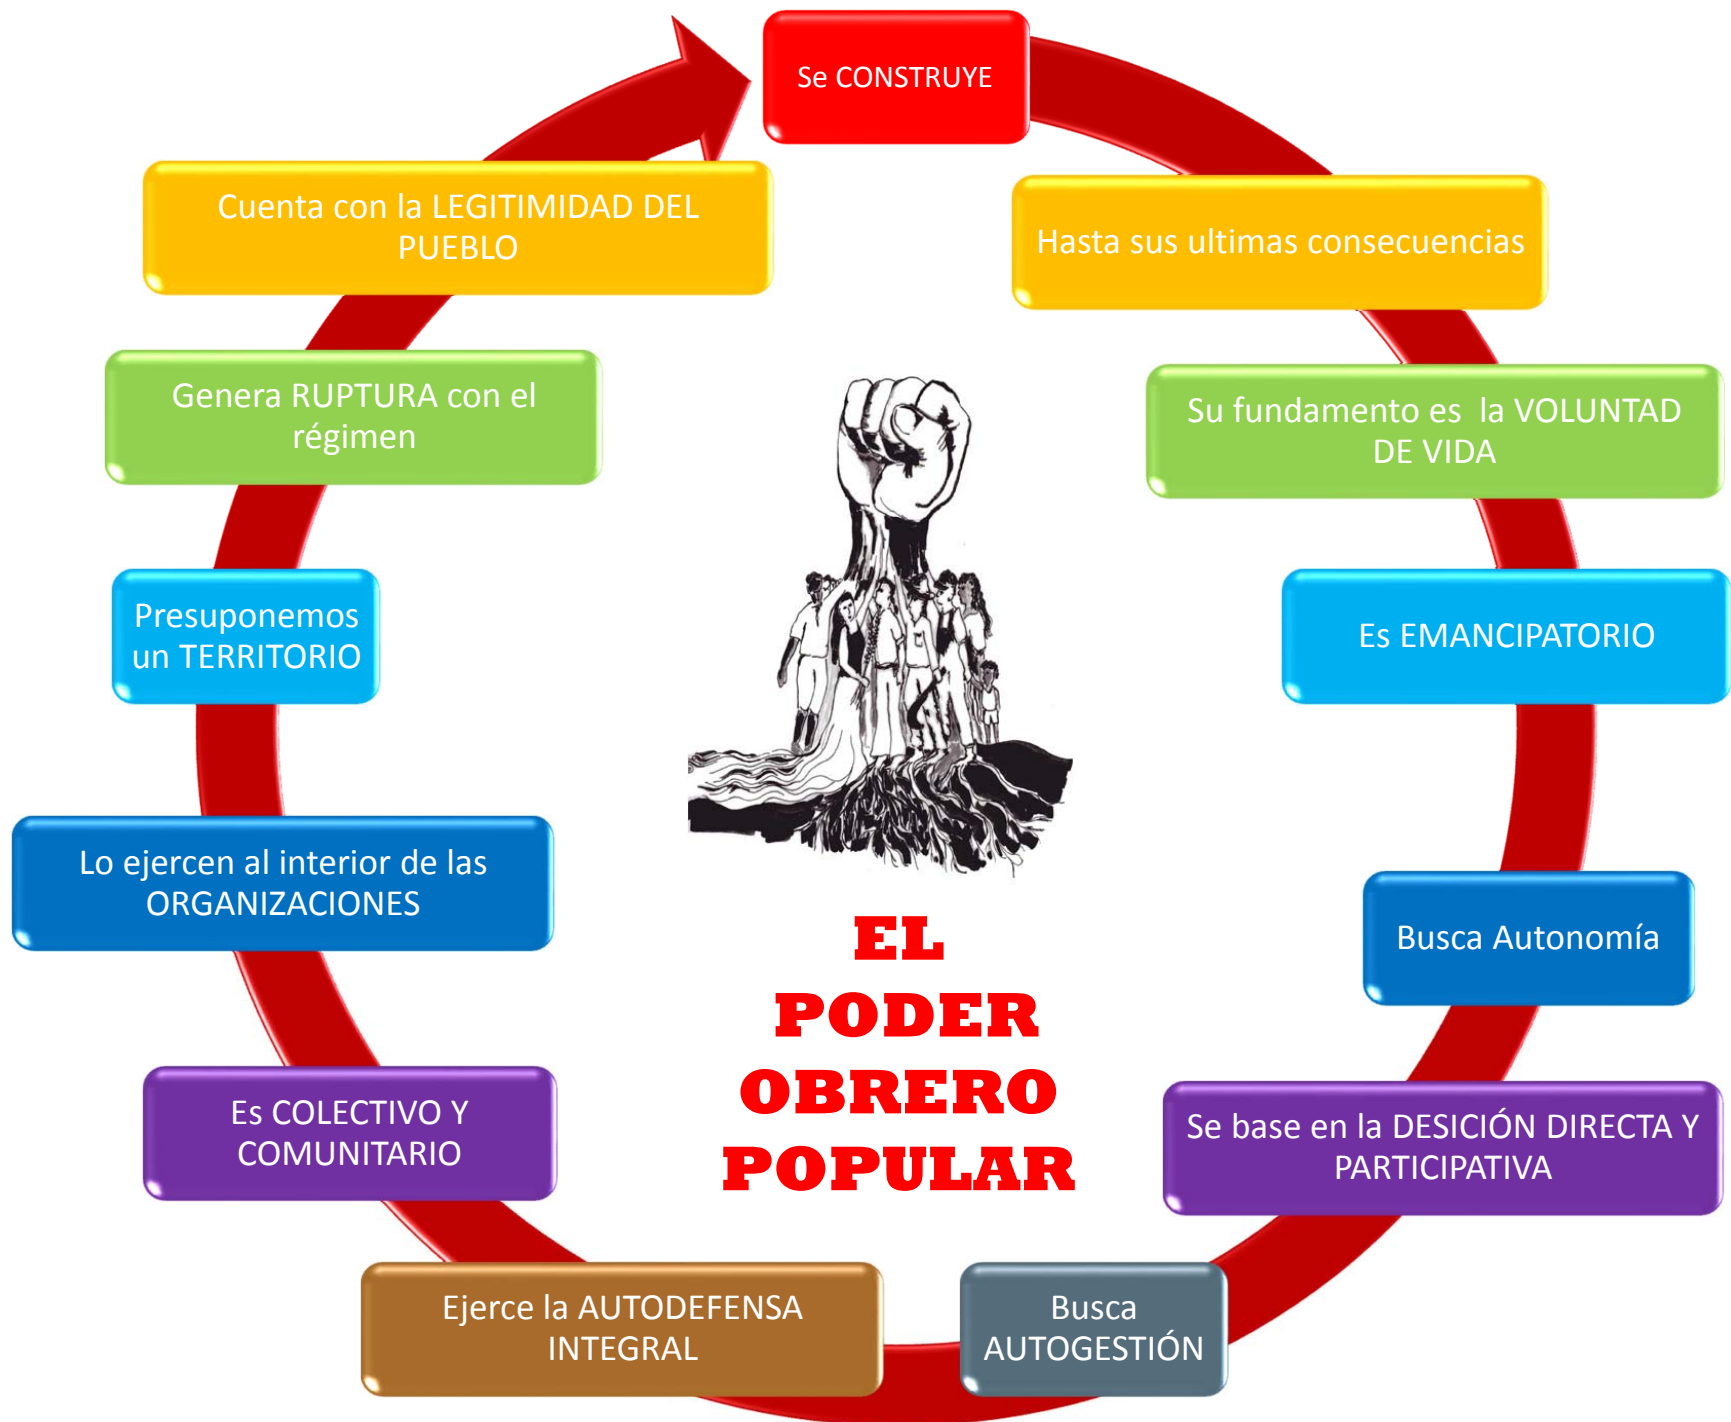 Se CONSTRUYE
Hasta sus ultimas consecuencias
Su fundamento es la VOLUNTAD
DE VIDA
Es EMANCIPATORIO
Busca Autonomía
Se base en la DESICIÓN DIRECTA Y
PARTICIPATIVA
Busca
AUTOGESTIÓN
Ejerce la AUTODEFENSA
INTEGRAL
Es COLECTIVO Y
COMUNITARIO
Lo ejercen al interior de las
ORGANIZACIONES
Presuponemos
un TERRITORIO
Genera RUPTURA con el
régimen
Cuenta con la LEGITIMIDAD DEL
PUEBLO
EL
PODER
OBRERO
POPULAR